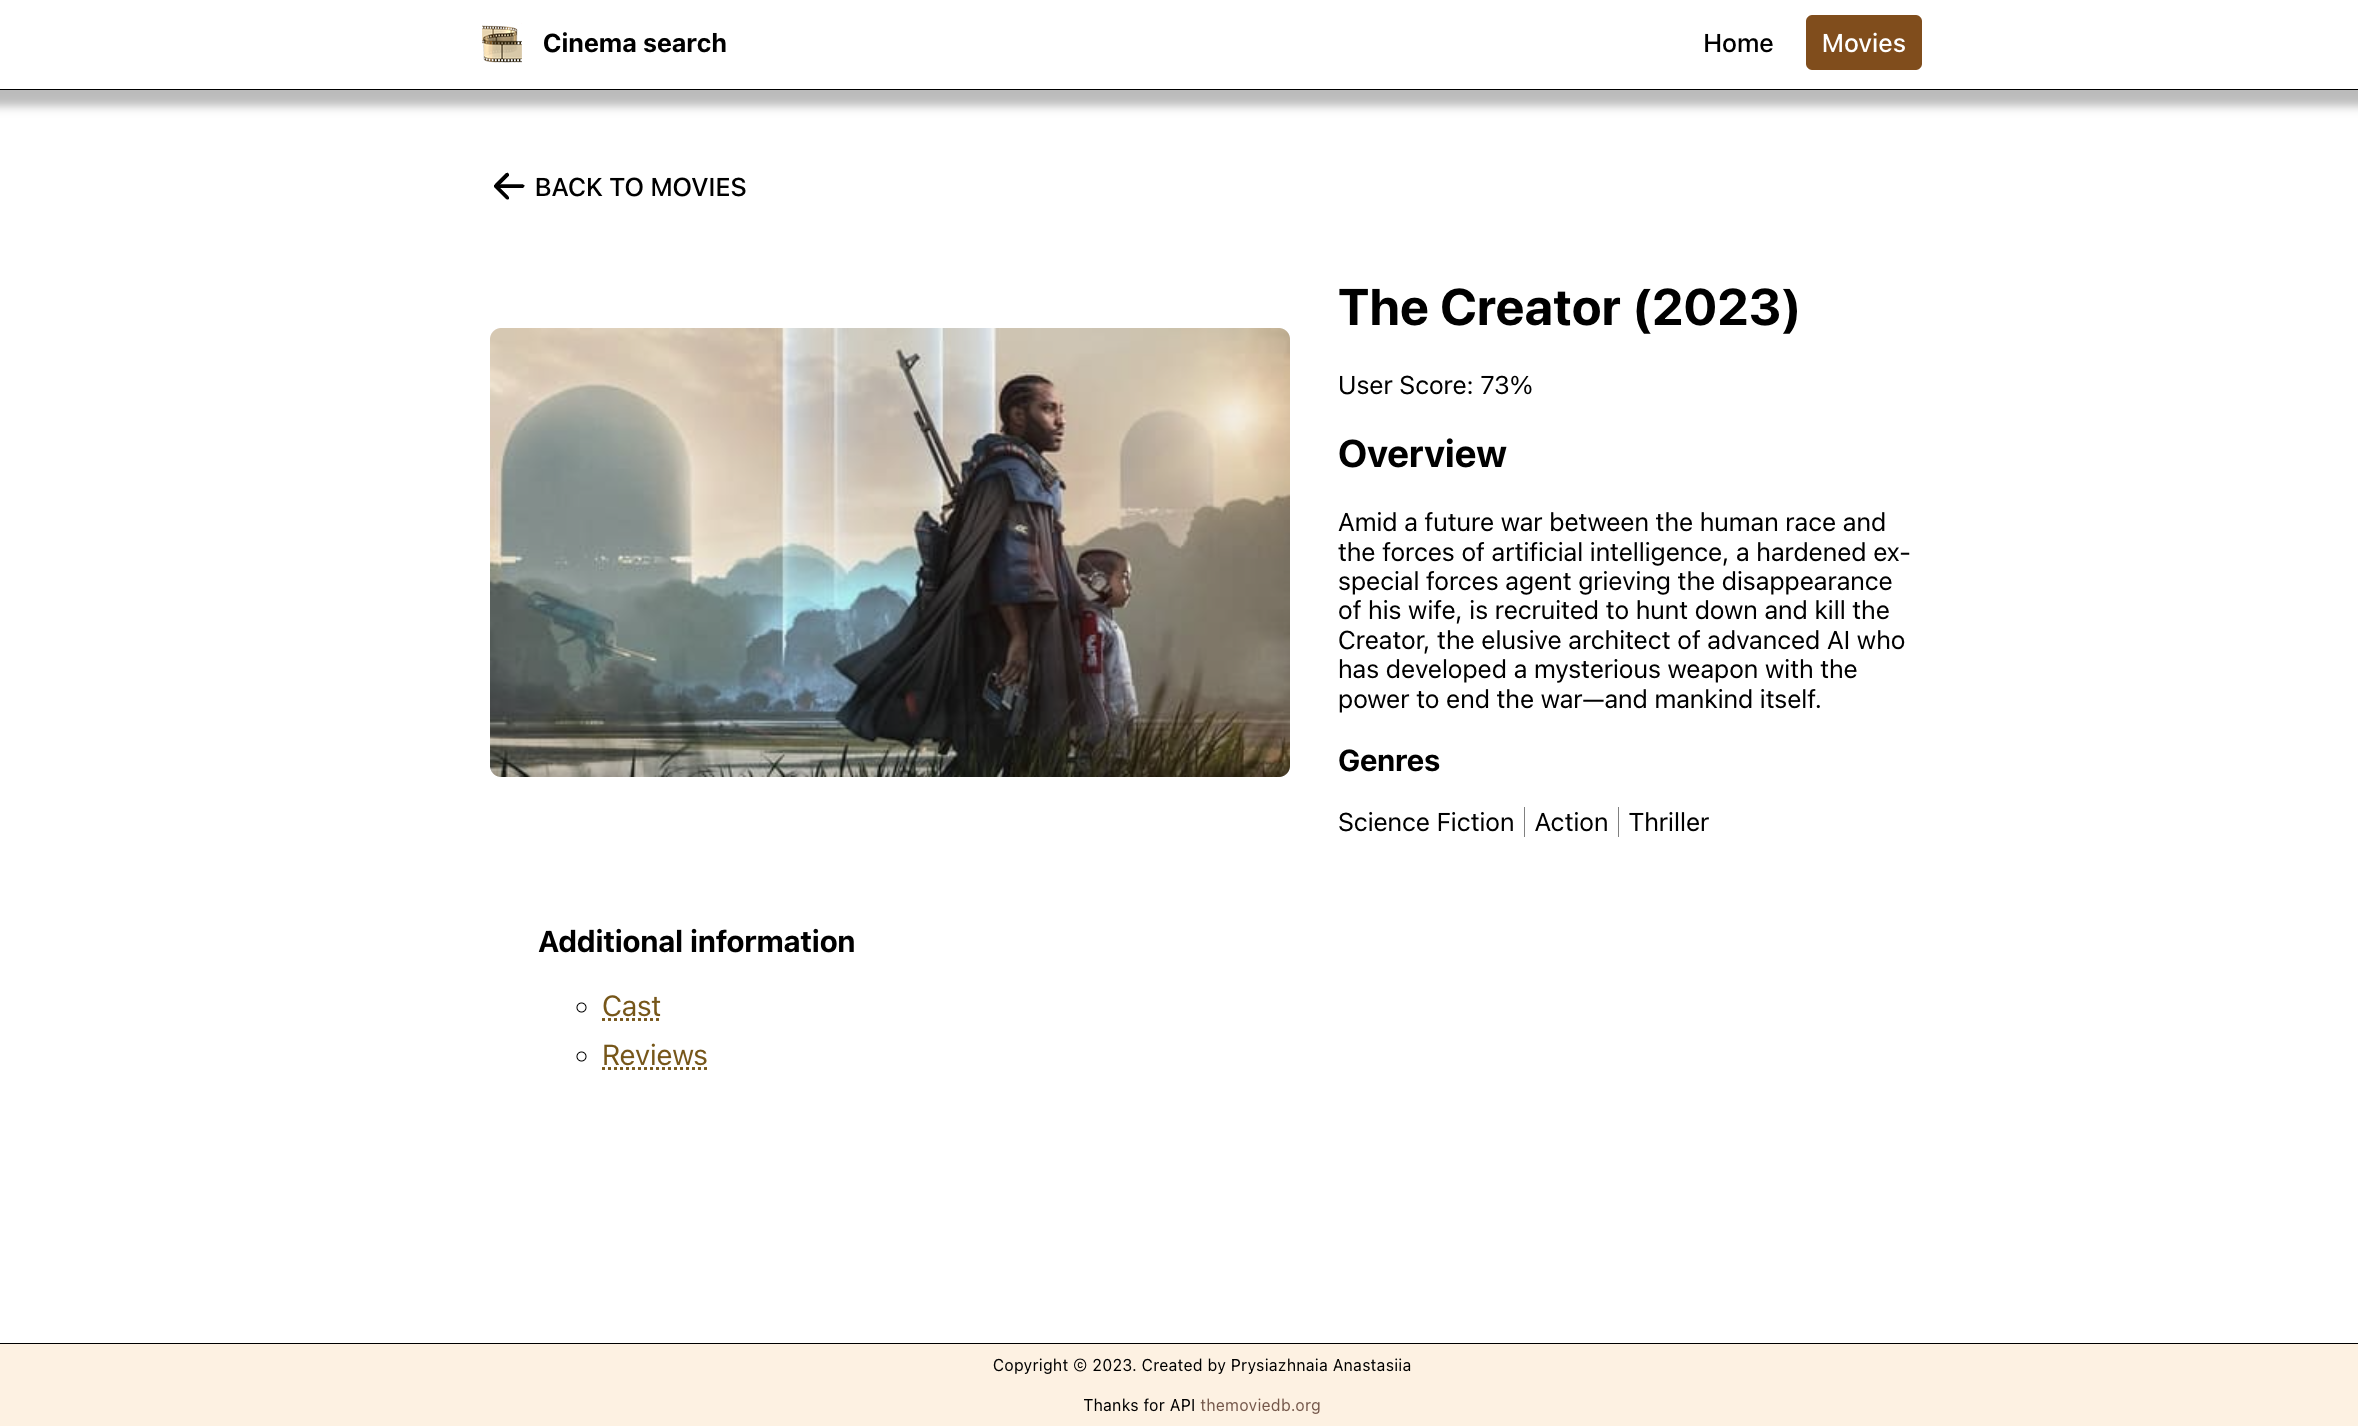 Cinema search
Home
Movies
BACK TO MOVIES
The Creator (2023)
User Score: 73%
Overview
Amid a future war between the human race and
the forces of artificial intelligence, a hardened ex-
special forces agent grieving the disappearance
of his wife, is recruited to hunt down and kill the
Creator, the elusive architect of advanced AI who
has developed a mysterious weapon with the
power to end the war—and mankind itself.
Genres
Science Fiction
Action
Thriller
Additional information
Cast
Reviews
Copyright © 2023. Created by Prysiazhnaia Anastasiia
Thanks for API themoviedb.org